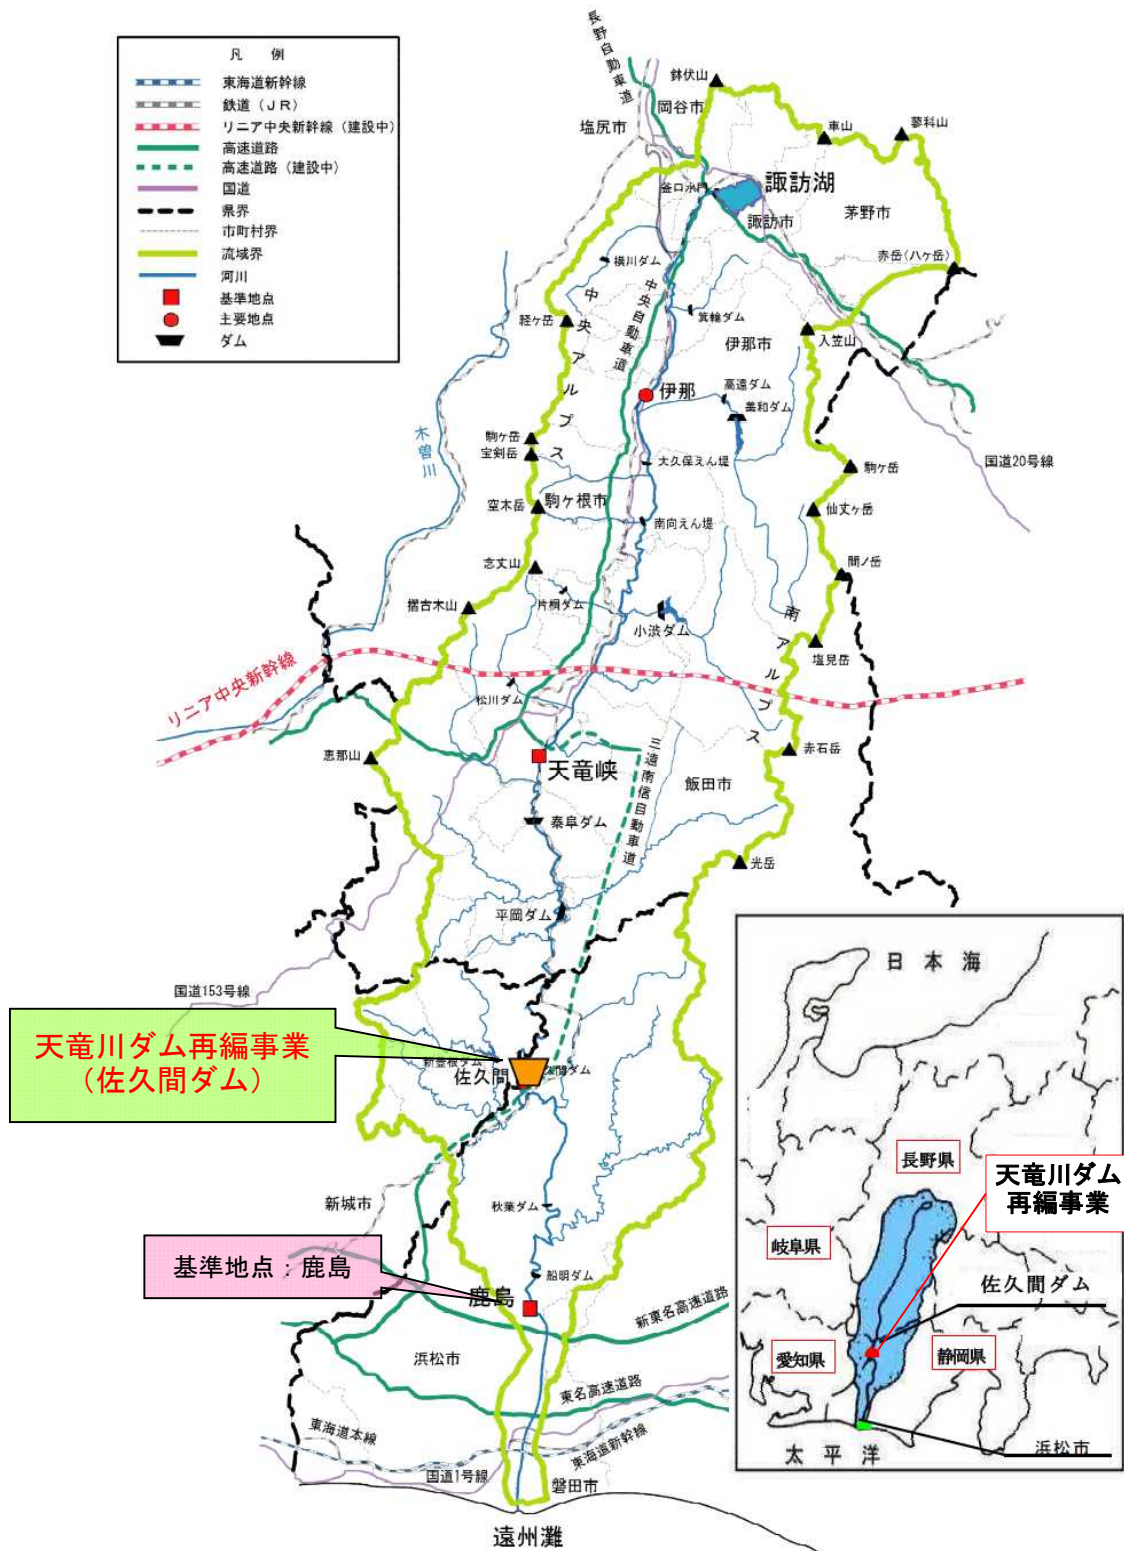 凡 例
東海道新幹線
鉄道（JR）
リニア中央新幹線（建設中）
高速道路
高速道路（建設中）
国道
県界
市町村界
流域界
河川
基準地点
主要地点
ダム
長野自動車道
鉢伏山
岡谷市
塩尻市
車山
蓼科山
釜口水門
諏訪湖
諏訪市
茅野市
赤岳（八ヶ岳）
横川ダム
中央自動車道
箕輪ダム
中央アルプス
経ヶ岳
伊那市
入笠山
高遠ダム
伊那
美和ダム
木曽川
駒ヶ岳
宝剣岳
大久保えん堤
駒ヶ岳
国道20号線
空木岳
駒ヶ根市
南向えん堤
仙丈ヶ岳
念丈山
間ノ岳
摺古木山
片桐ダム
小渋ダム
南アルプス
塩見岳
リニア中央新幹線
松川ダム
恵那山
天竜峡
三遠南信自動車道
飯田市
赤石岳
泰阜ダム
光岳
平岡ダム
国道153号線
天竜川ダム再編事業
（佐久間ダム）
新豊根ダム
佐久間
間ダム
新城市
秋葉ダム
基準地点：鹿島
船明ダム
鹿島
新東名高速道路
浜松市
東名高速道路
東海道本線
東海道新幹線
国道1号線
磐田市
遠州灘
日本海
長野県
天竜川ダム
再編事業
岐阜県
佐久間ダム
愛知県
静岡県
太平洋
浜松市